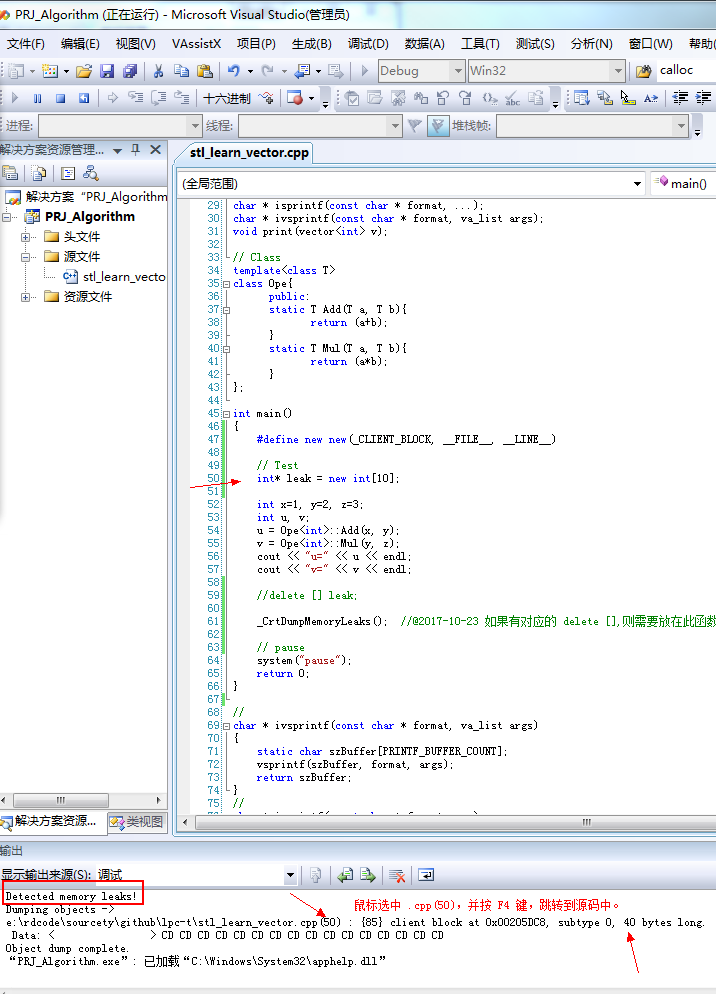 PRJ_Algorithm (正在运行) - Microsoft Visual Studio(管理员)
文件(F) 编辑(E) 视图(V) VAssistX 项目(P) 生成(B) 调试(D) 数据(A) 工具(T) 测试(S) 分析(N) 窗口(W) 帮助(
Debug Win32 calloc
十六进制
进程: 线程: 堆栈帧:
解决方案资源管理...
stl_learn_vector.cpp
(全局范围) main()
解决方案 “PRJ_Algorithm
PRJ_Algorithm
头文件
源文件
stl_learn_vecto
资源文件
29 char * isprintf(const char * format, ...);
30 char * ivsprintf(const char * format, va_list args);
31 void print(vector<int> v);
32
33 // Class
34 template<class T>
35 class Ope{
36 public:
37 static T Add(T a, T b){
38 return (a+b);
39 }
40 static T Mul(T a, T b){
41 return (a*b);
42 }
43 };
44
45 int main()
46 {
47 #define new new(_CLIENT_BLOCK, __FILE__, __LINE__)
48
49 // Test
50 int* leak = new int[10];
51
52 int x=1, y=2, z=3;
53 int u, v;
54 u = Ope<int>::Add(x, y);
55 v = Ope<int>::Mul(y, z);
56 cout << "u=" << u << endl;
57 cout << "v=" << v << endl;
58
59 //delete [] leak;
60
61 _CrtDumpMemoryLeaks(); //@2017-10-23 如果有对应的 delete [],则需要放在此函数
62
63 // pause
64 system("pause");
65 return 0;
66 }
67
68 //
69 char * ivsprintf(const char * format, va_list args)
70 {
71 static char szBuffer[PRINTF_BUFFER_COUNT];
72 vsprintf(szBuffer, format, args);
73 return szBuffer;
74 }
75 //
解决方案资源... 类视图
输出
显示输出来源(S): 调试
Detected memory leaks!
鼠标选中 .cpp(50),并按 F4 键,跳转到源码中。
Dumping objects ->
e:\rdcode\sourcety\github\lpc-t\stl_learn_vector.cpp(50) : {85} client block at 0x00205DC8, subtype 0, 40 bytes long.
Data: < > CD CD CD CD CD CD CD CD CD CD CD CD CD CD CD CD
Object dump complete.
“PRJ_Algorithm.exe”: 已加载“C:\Windows\System32\apphelp.dll”